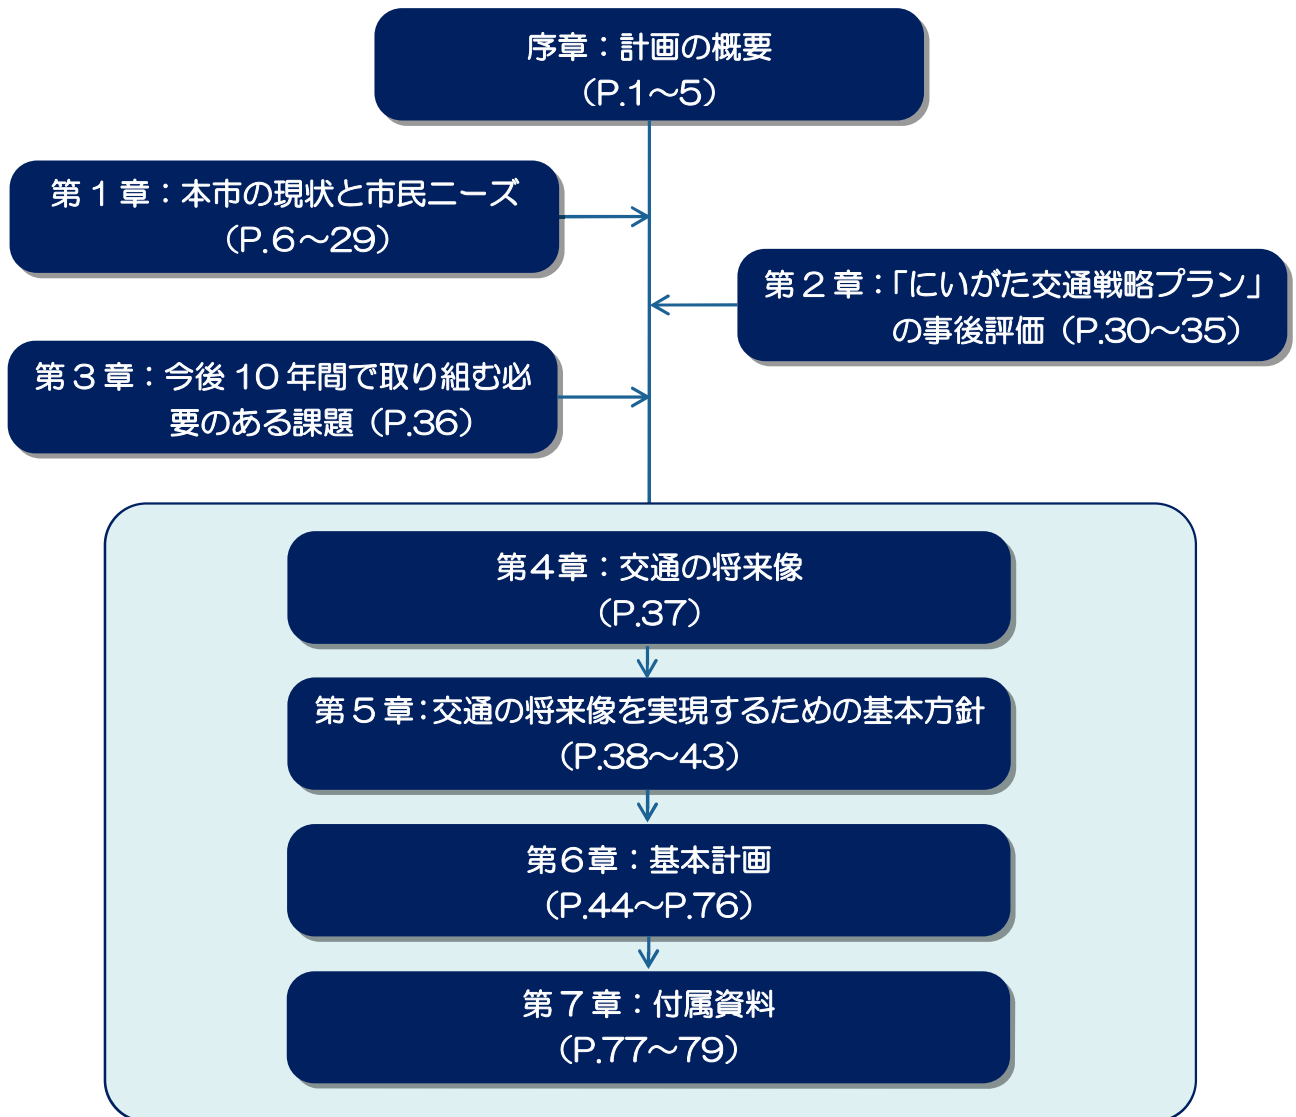 序章：計画の概要
（P.1～5）
第 1 章：本市の現状と市民ニーズ
（P.6～29）
第 2 章：「にいがた交通戦略プラン」
の事後評価（P.30～35）
第 3 章：今後 10 年間で取り組む必
要のある課題（P.36）
第4章：交通の将来像
（P.37）
第 5 章：交通の将来像を実現するための基本方針
（P.38～43）
第6章：基本計画
（P.44～P.76）
第 7 章：付属資料
（P.77～79）